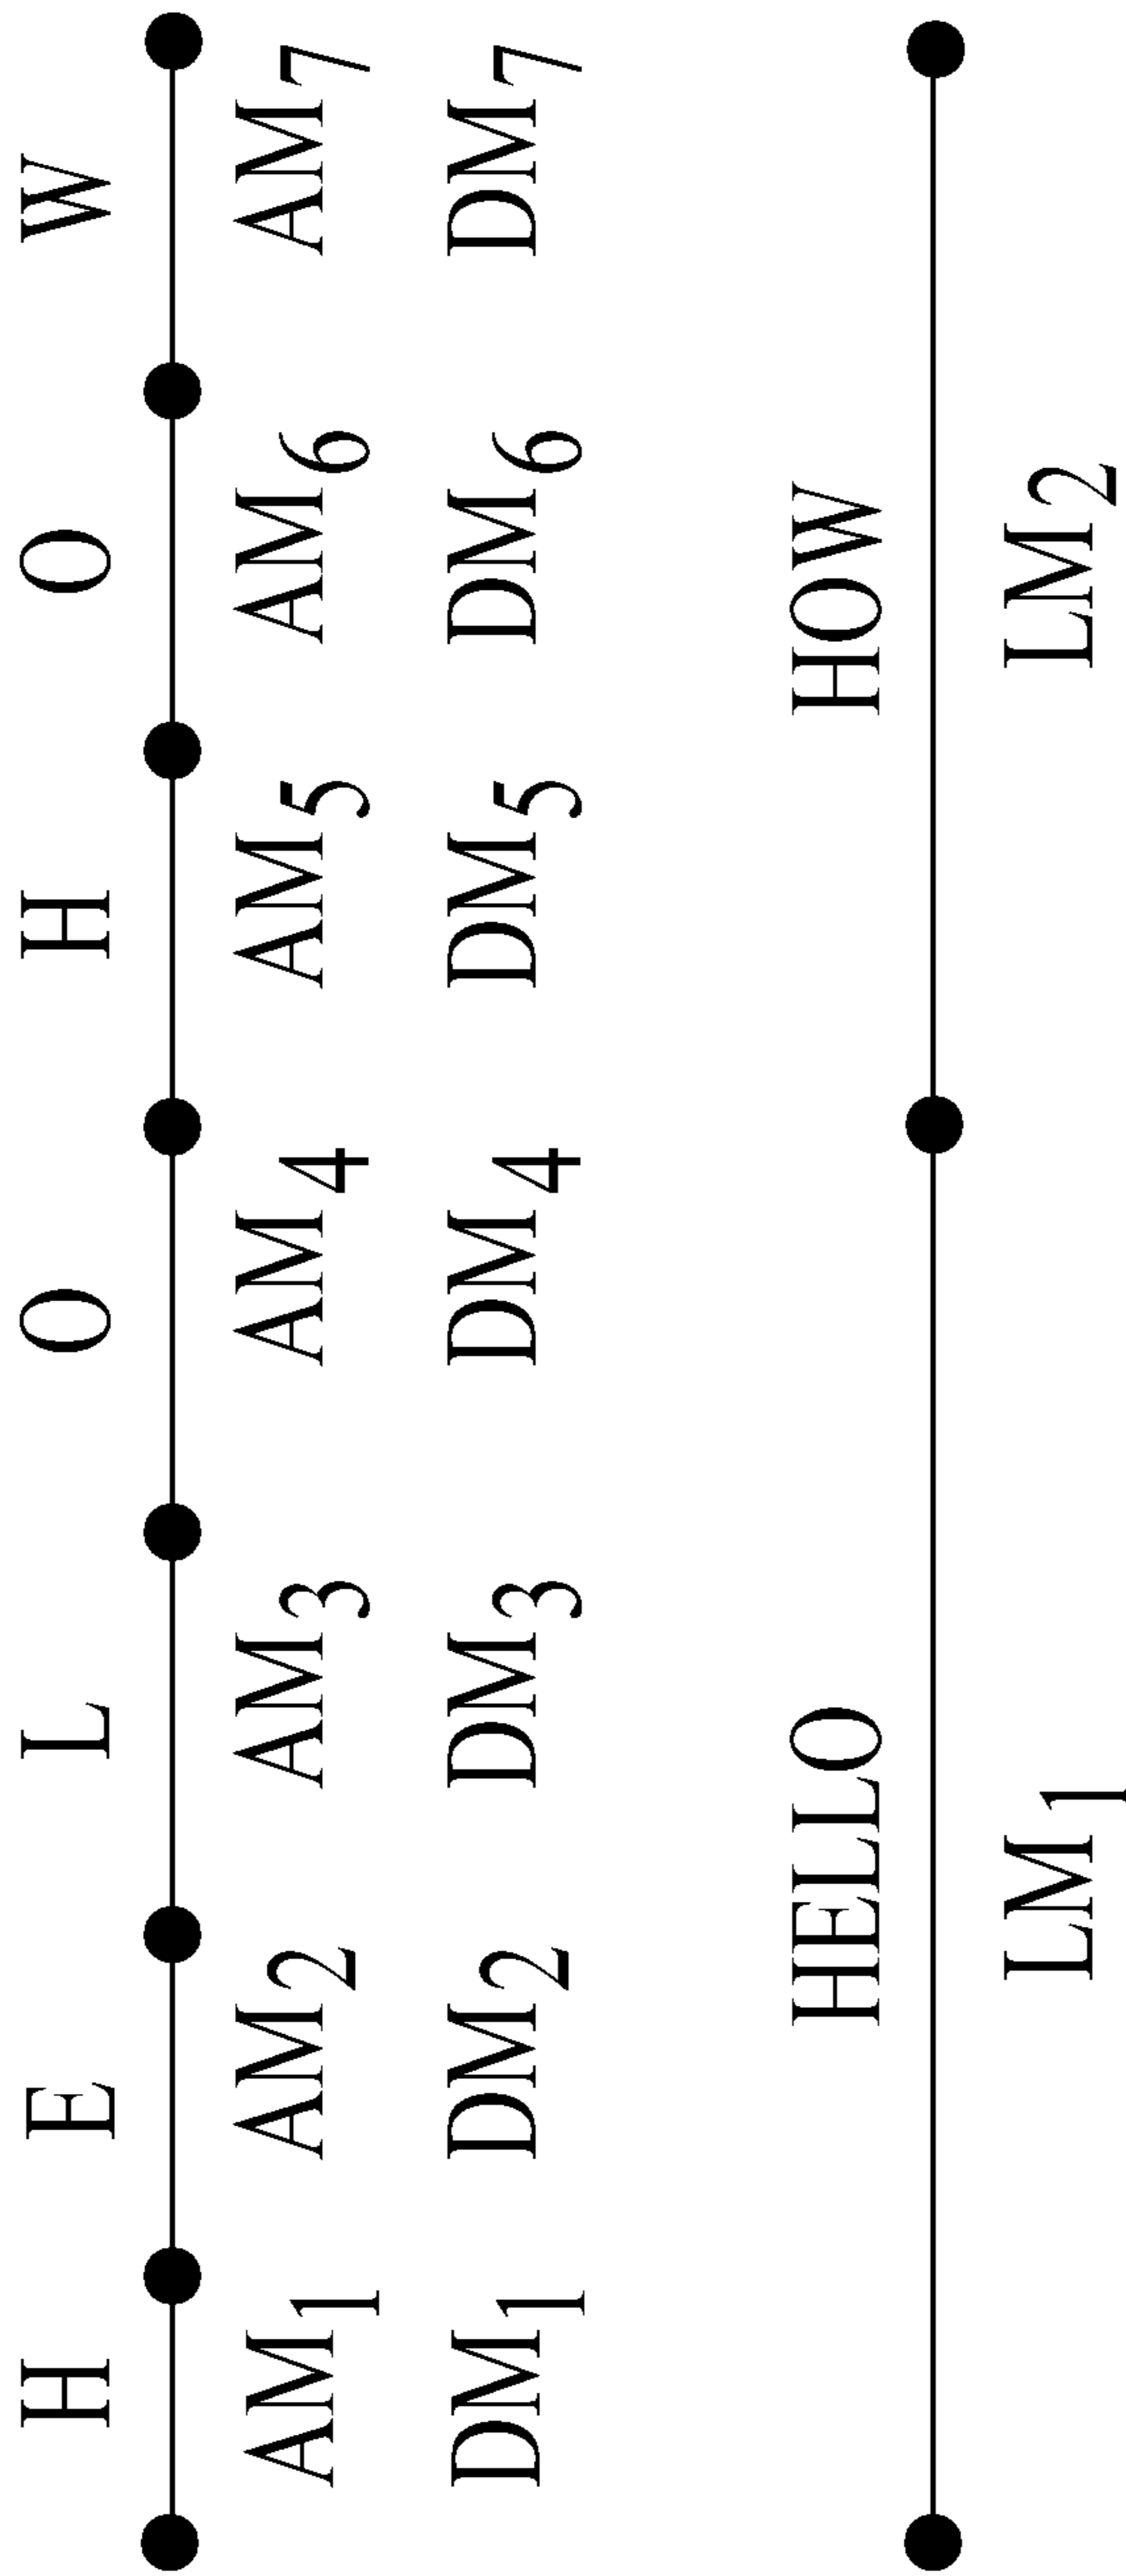 H E L O H O W
AM₁ AM₂ AM₃ AM₄ AM₅ AM₆ AM₇
DM₁ DM₂ DM₃ DM₄ DM₅ DM₆ DM₇
HELLO HOW
LM₁ LM₂